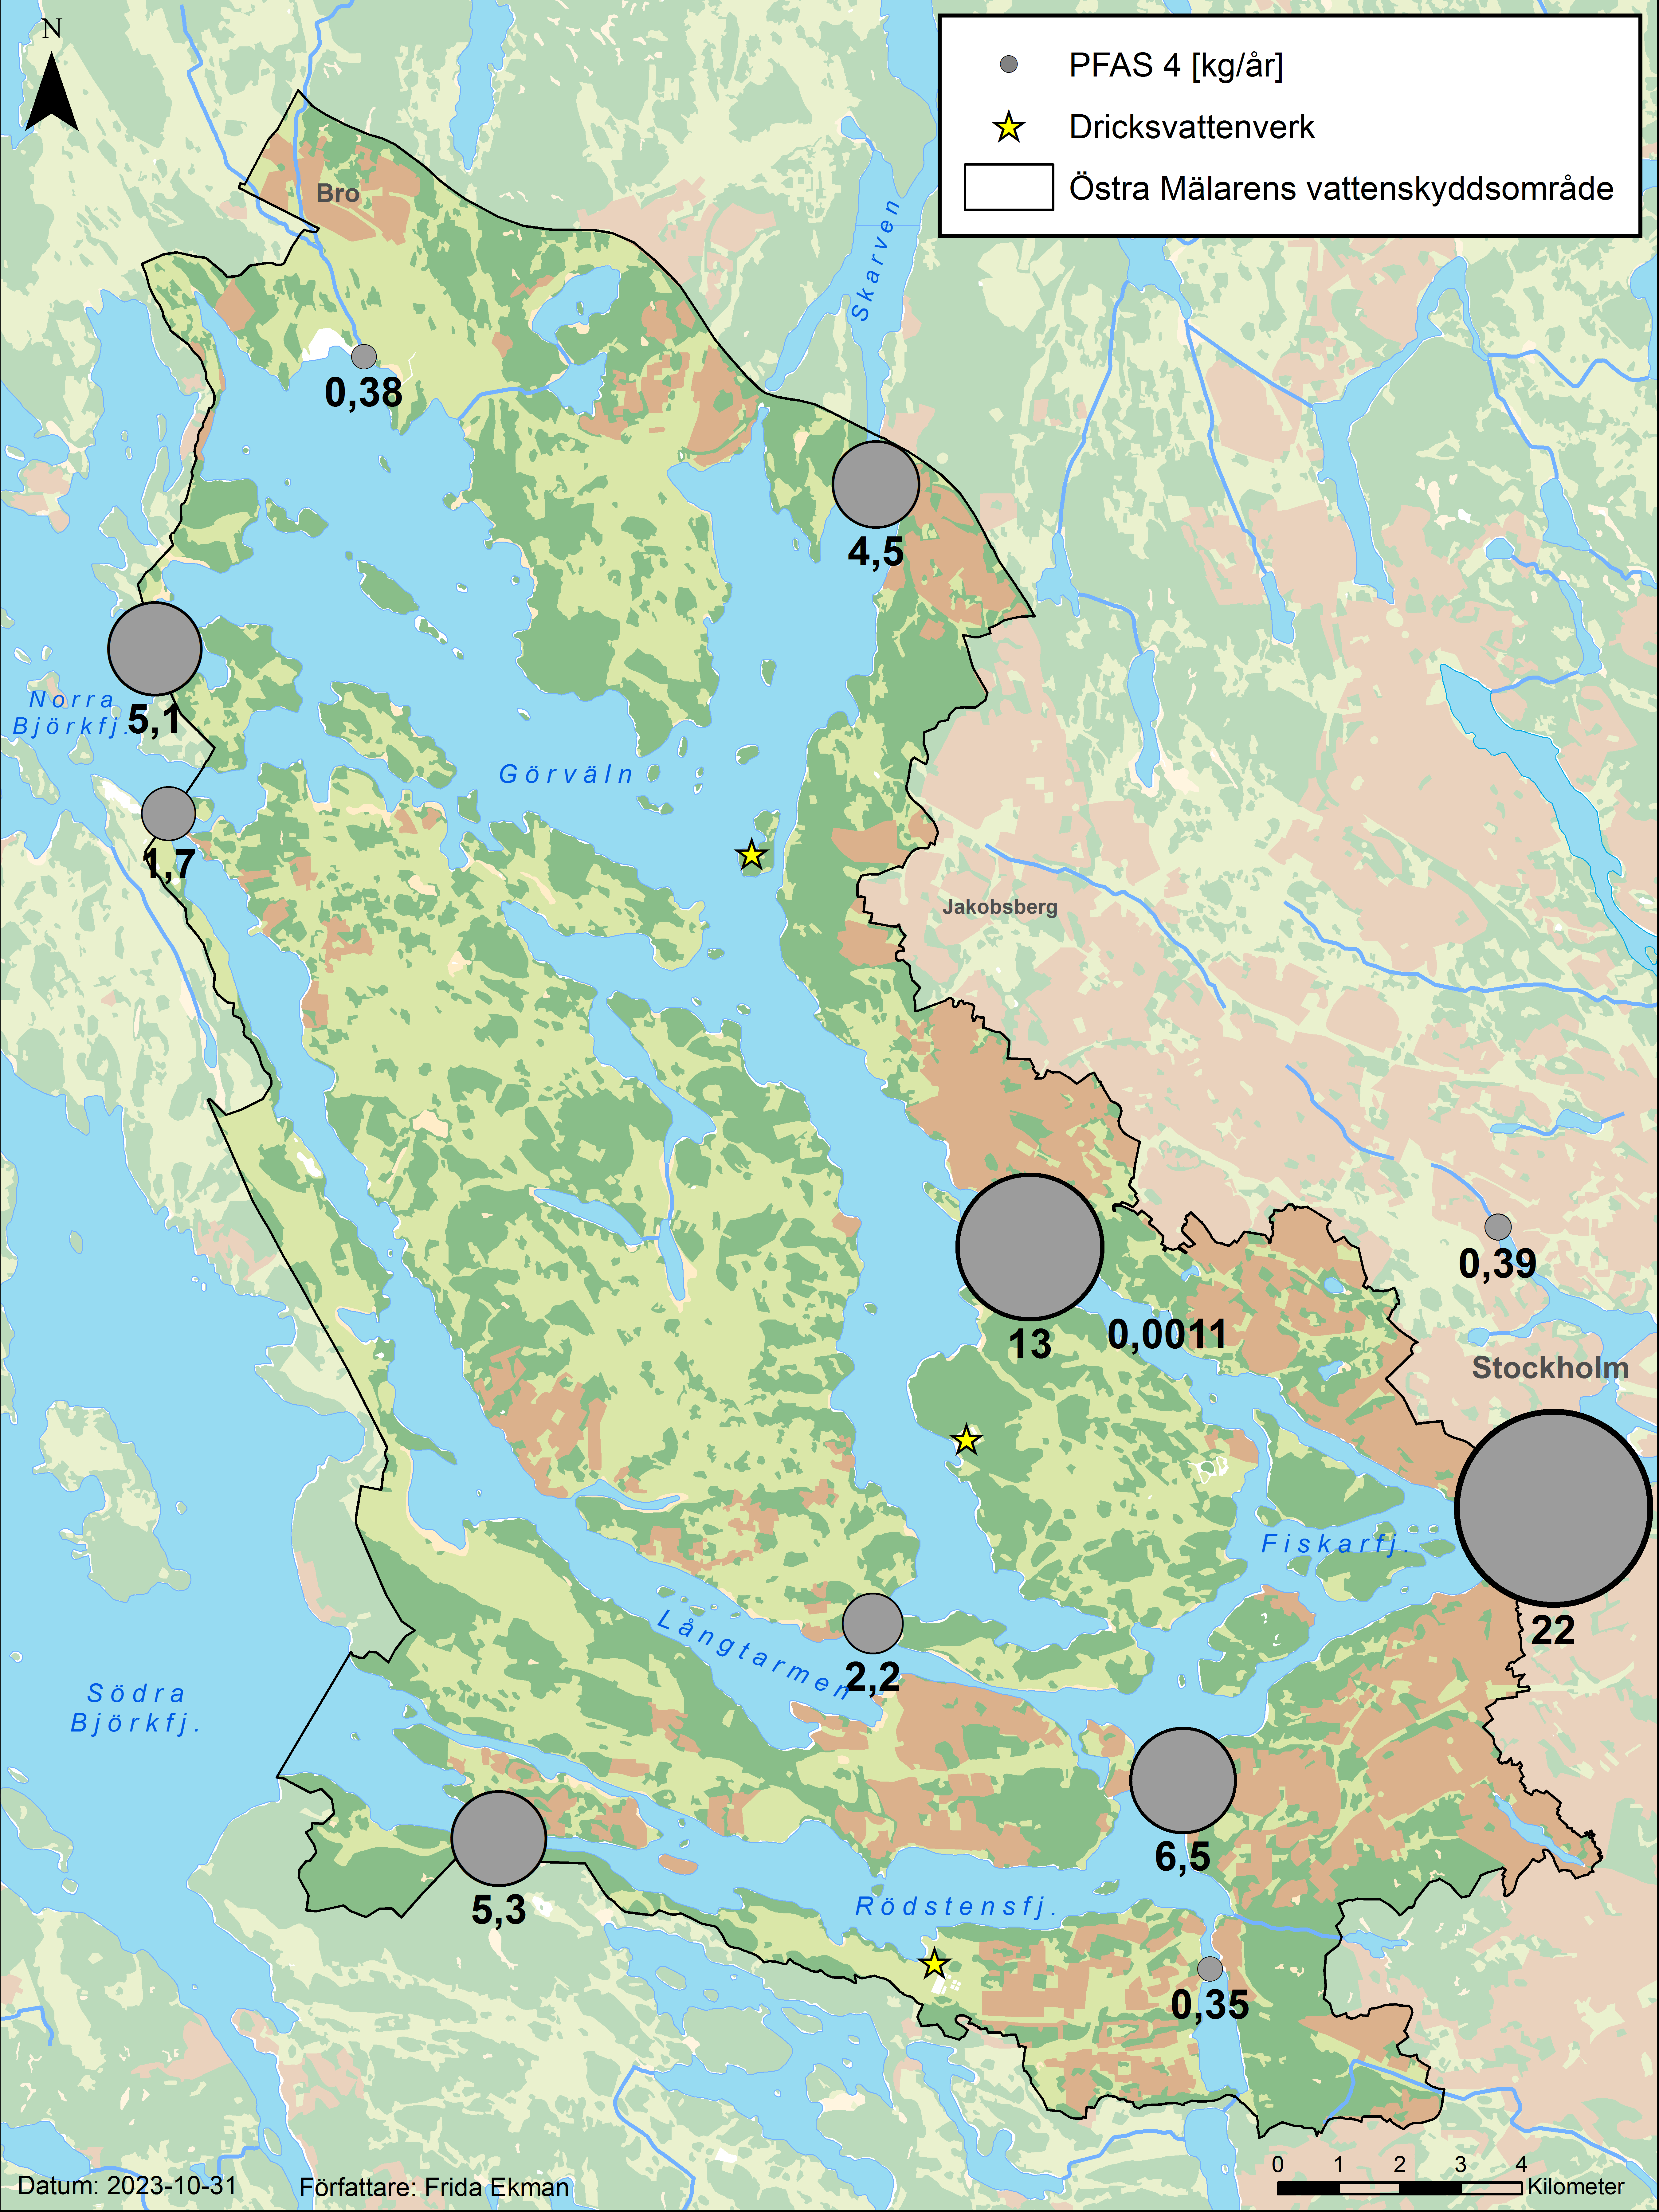 N
PFAS 4 [kg/år]
Dricksvattenverk
Östra Mälarens vattenskyddsområde
Bro
Skarven
0,38
4,5
Norra
Björkfj.
5,1
Görväln
1,7
Jakobsberg
0,39
13
0,0011
Stockholm
Fiskarfj.
22
Långtarmen
2,2
Södra
Björkfj.
6,5
5,3
Rödstensfj.
0,35
Datum: 2023-10-31
Författare: Frida Ekman
0 1 2 3 4
Kilometer